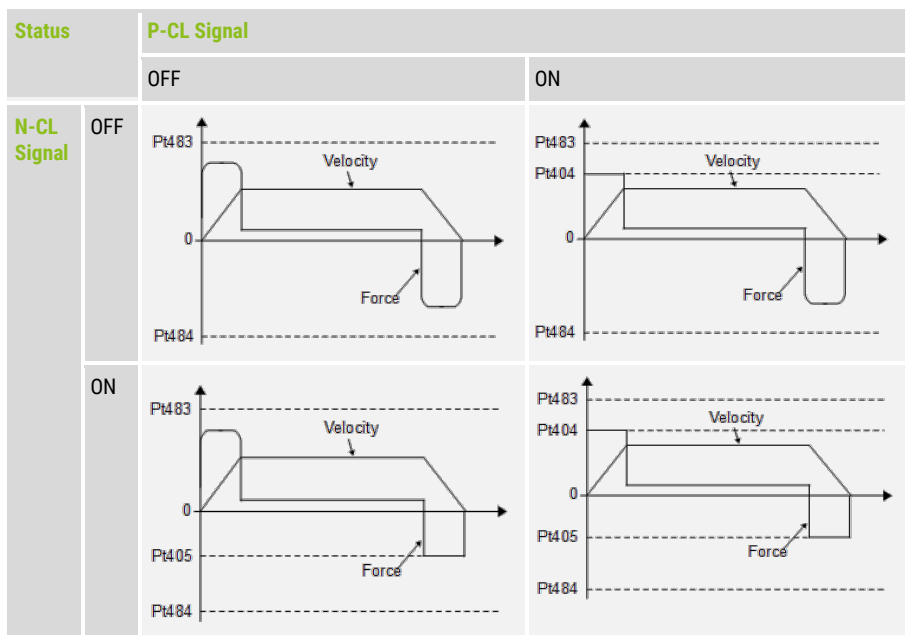 Status P-CL Signal
OFF ON
N-CL Signal OFF
Pt483
Velocity
0
Force
Pt484
Pt483
Pt404
Velocity
0
Force
Pt484
ON
Pt483
Velocity
0
Pt405
Force
Pt484
Pt483
Pt404
Velocity
0
Pt405
Force
Pt484